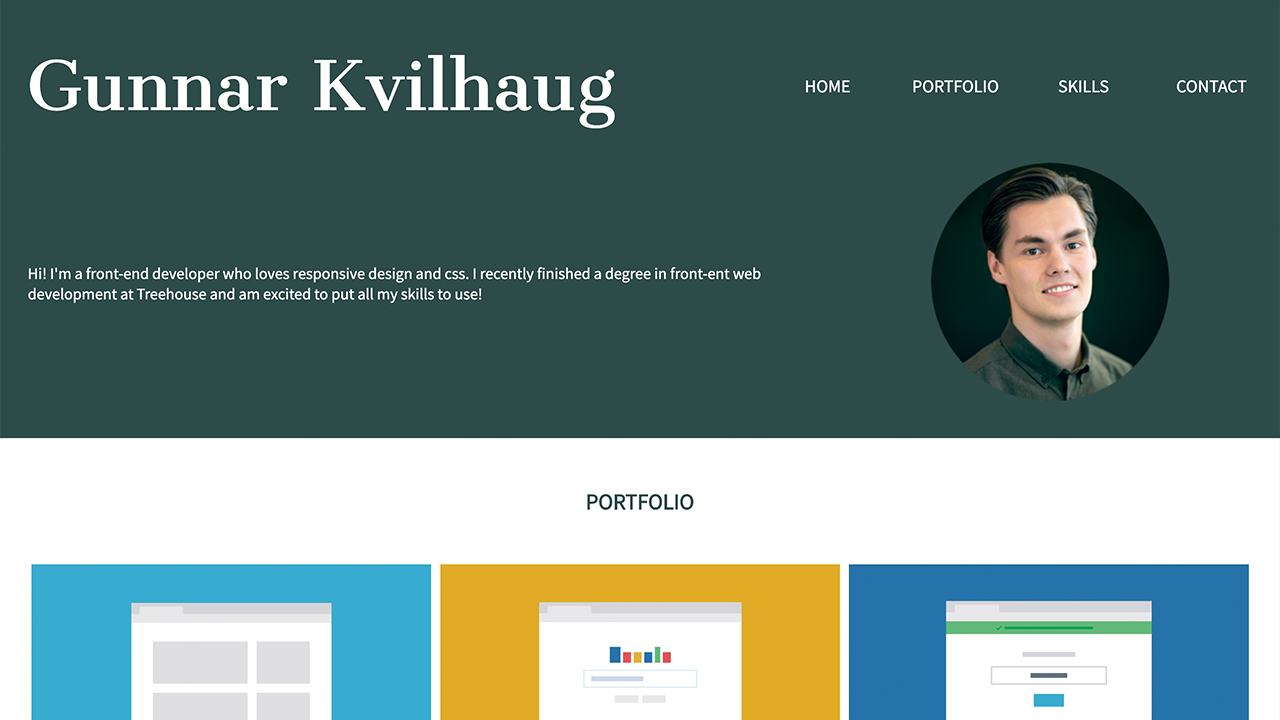 Gunnar Kvilhaug
HOME
PORTFOLIO
SKILLS
CONTACT
Hi! I'm a front-end developer who loves responsive design and css. I recently finished a degree in front-ent web
development at Treehouse and am excited to put all my skills to use!
PORTFOLIO